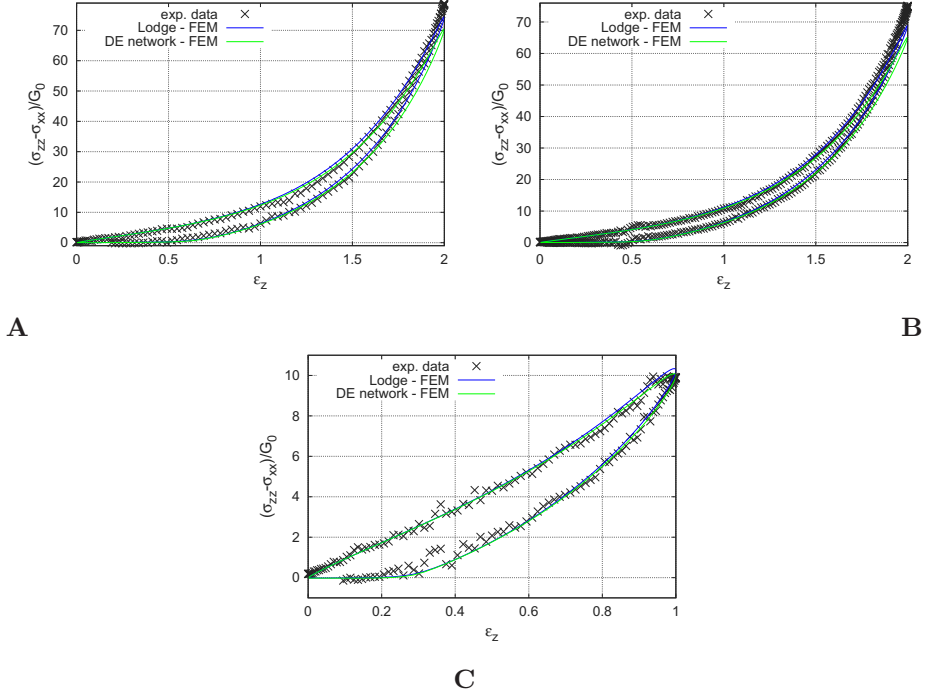 (σzz-σxx)/G0
70
60
50
40
30
20
10
0
0 0.5 1 1.5 2
εz
exp. data
Lodge - FEM
DE network - FEM
A
(σzz-σxx)/G0
70
60
50
40
30
20
10
0
0 0.5 1 1.5 2
εz
exp. data
Lodge - FEM
DE network - FEM
B
(σzz-σxx)/G0
10
8
6
4
2
0
0 0.2 0.4 0.6 0.8 1
εz
exp. data
Lodge - FEM
DE network - FEM
C